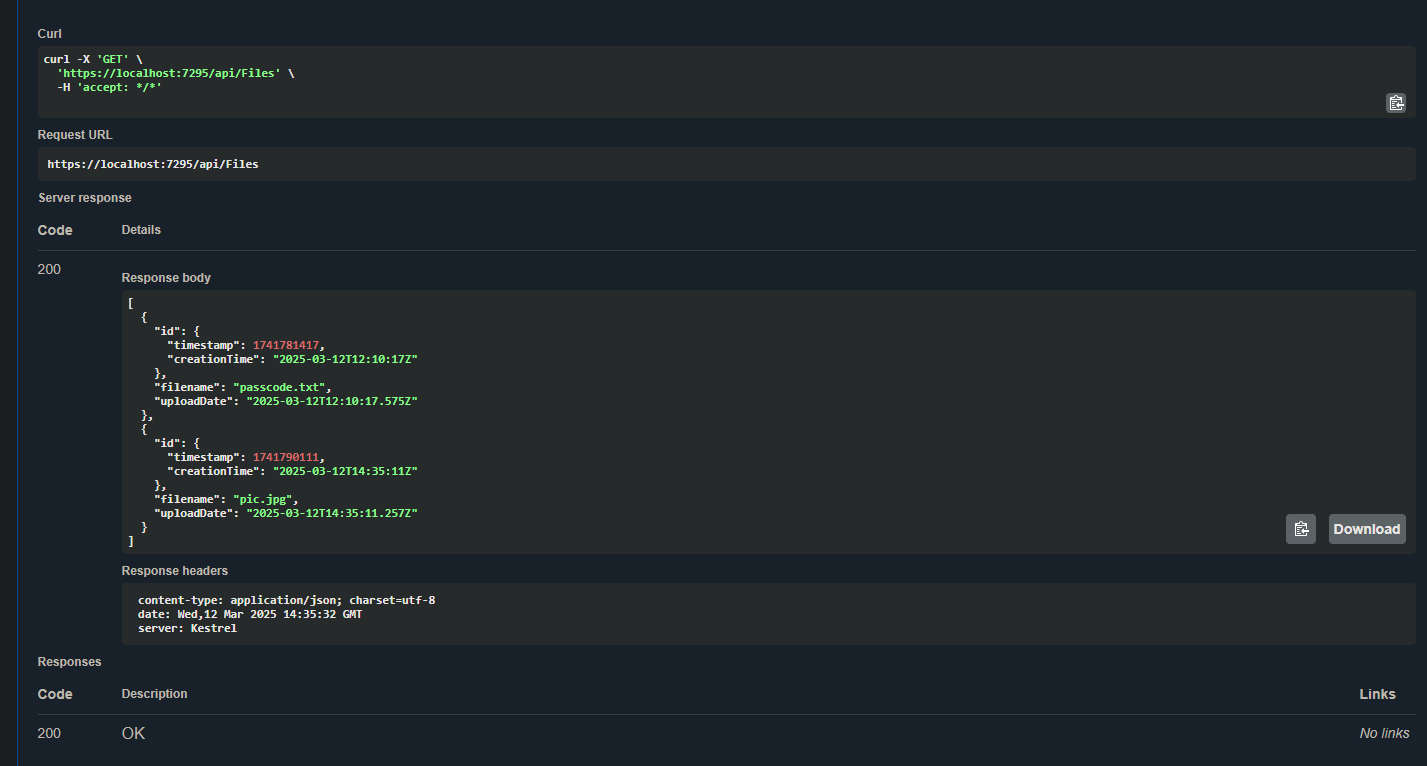 Curl
curl -X 'GET' \
  'https://localhost:7295/api/Files' \
  -H 'accept: */*'
Request URL
https://localhost:7295/api/Files
Server response
Code Details
200
Response body
[
  {
    "id": {
      "timestamp": 1741781417,
      "creationTime": "2025-03-12T12:10:17Z"
    },
    "filename": "passcode.txt",
    "uploadDate": "2025-03-12T12:10:17.575Z"
  },
  {
    "id": {
      "timestamp": 1741790111,
      "creationTime": "2025-03-12T14:35:11Z"
    },
    "filename": "pic.jpg",
    "uploadDate": "2025-03-12T14:35:11.257Z"
  }
]
Download
Response headers
content-type: application/json; charset=utf-8
date: Wed,12 Mar 2025 14:35:32 GMT
server: Kestrel
Responses
Code Description Links
200 OK No links